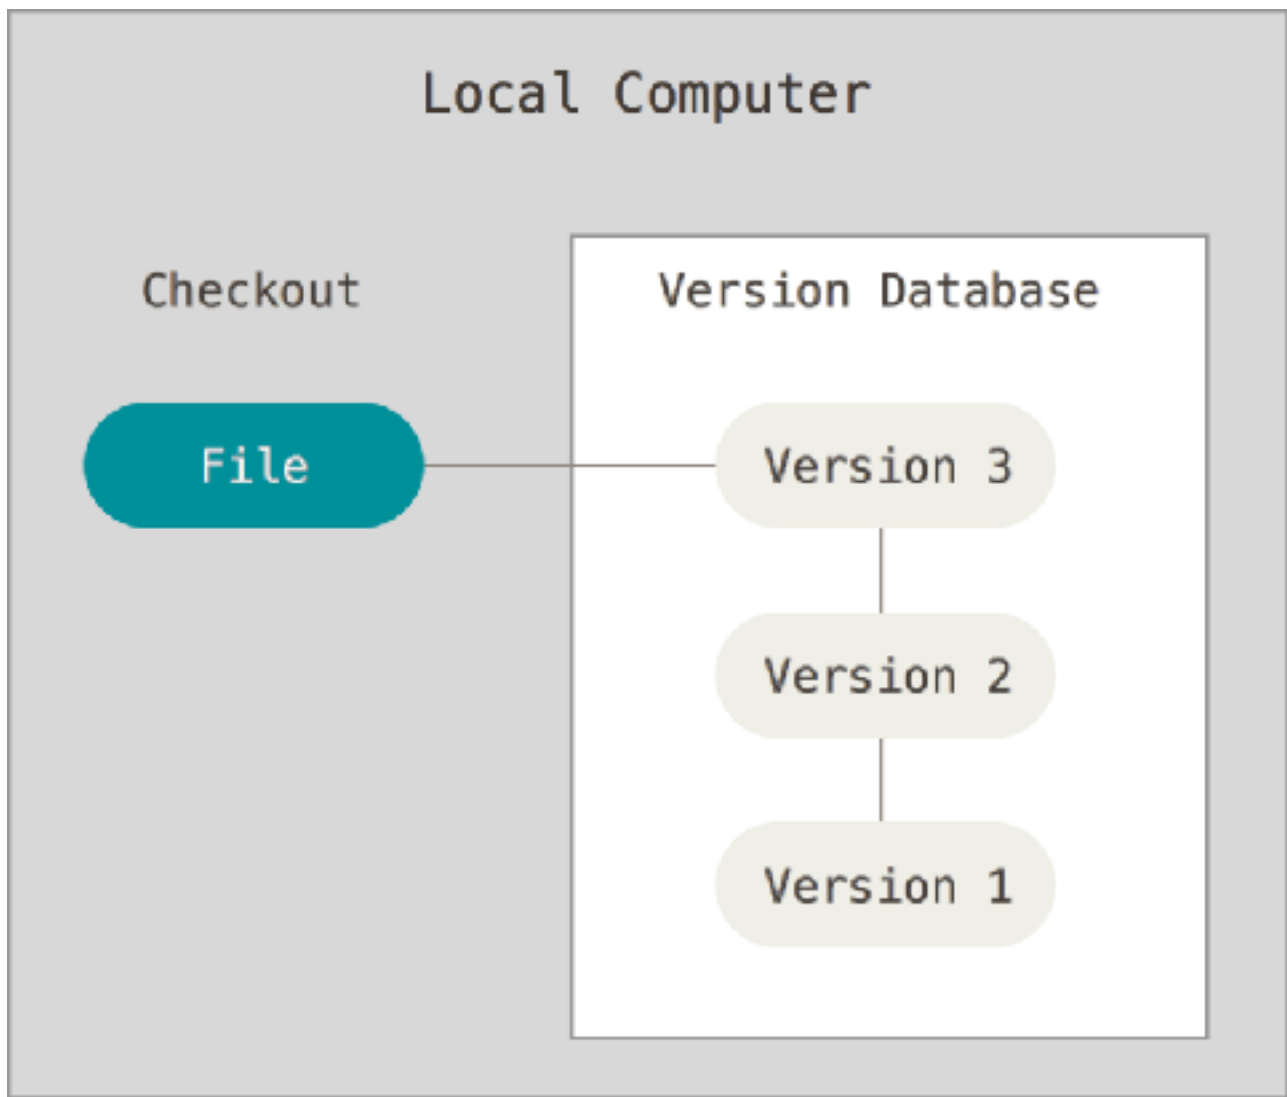 Local Computer
Checkout
Version Database
File
Version 3
Version 2
Version 1